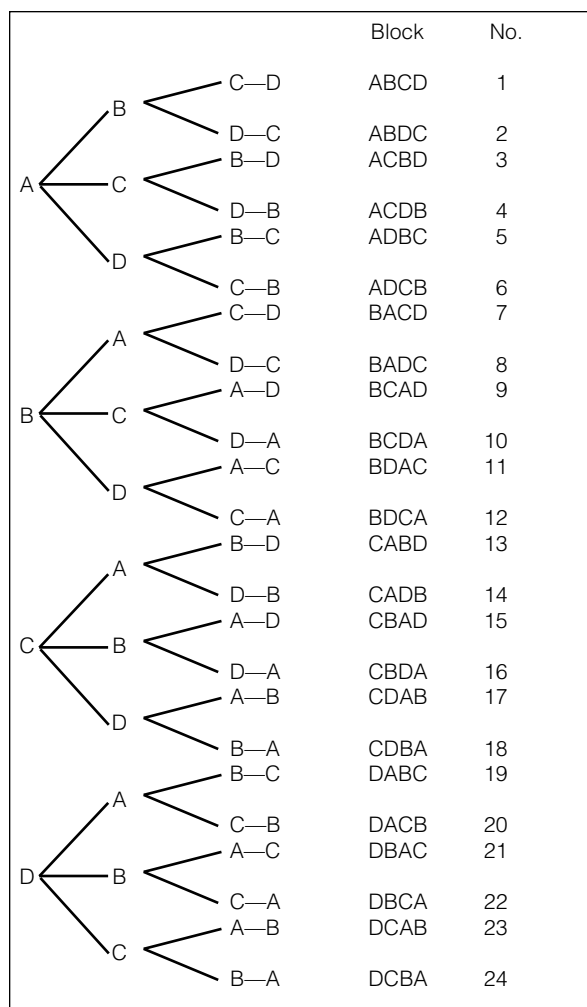 Block No.
C—D ABCD 1
B
D—C ABDC 2
B—D ACBD 3
A C
D—B ACDB 4
B—C ADBC 5
D
C—B ADCB 6
C—D BACD 7
A
D—C BADC 8
A—D BCAD 9
B C
D—A BCDA 10
A—C BDAC 11
D
C—A BDCA 12
B—D CABD 13
A
D—B CADB 14
A—D CBAD 15
C B
D—A CBDA 16
A—B CDAB 17
D
B—A CDBA 18
B—C DABC 19
A
C—B DACB 20
A—C DBAC 21
D B
C—A DBCA 22
A—B DCAB 23
C
B—A DCBA 24